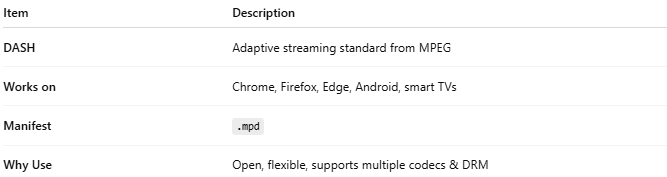 Item Description
DASH Adaptive streaming standard from MPEG
Works on Chrome, Firefox, Edge, Android, smart TVs
Manifest .mpd
Why Use Open, flexible, supports multiple codecs & DRM